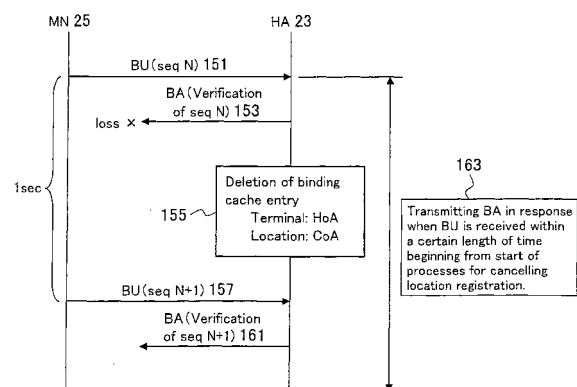 MN 25
HA 23
BU(seq N) 151
BA(Verification
of seq N) 153
loss ×
1sec
155
Deletion of binding
cache entry
Terminal: HoA
Location: CoA
163
Transmitting BA in response
when BU is received within
a certain length of time
beginning from start of
processes for cancelling
location registration.
BU(seq N+1) 157
BA(Verification
of seq N+1) 161